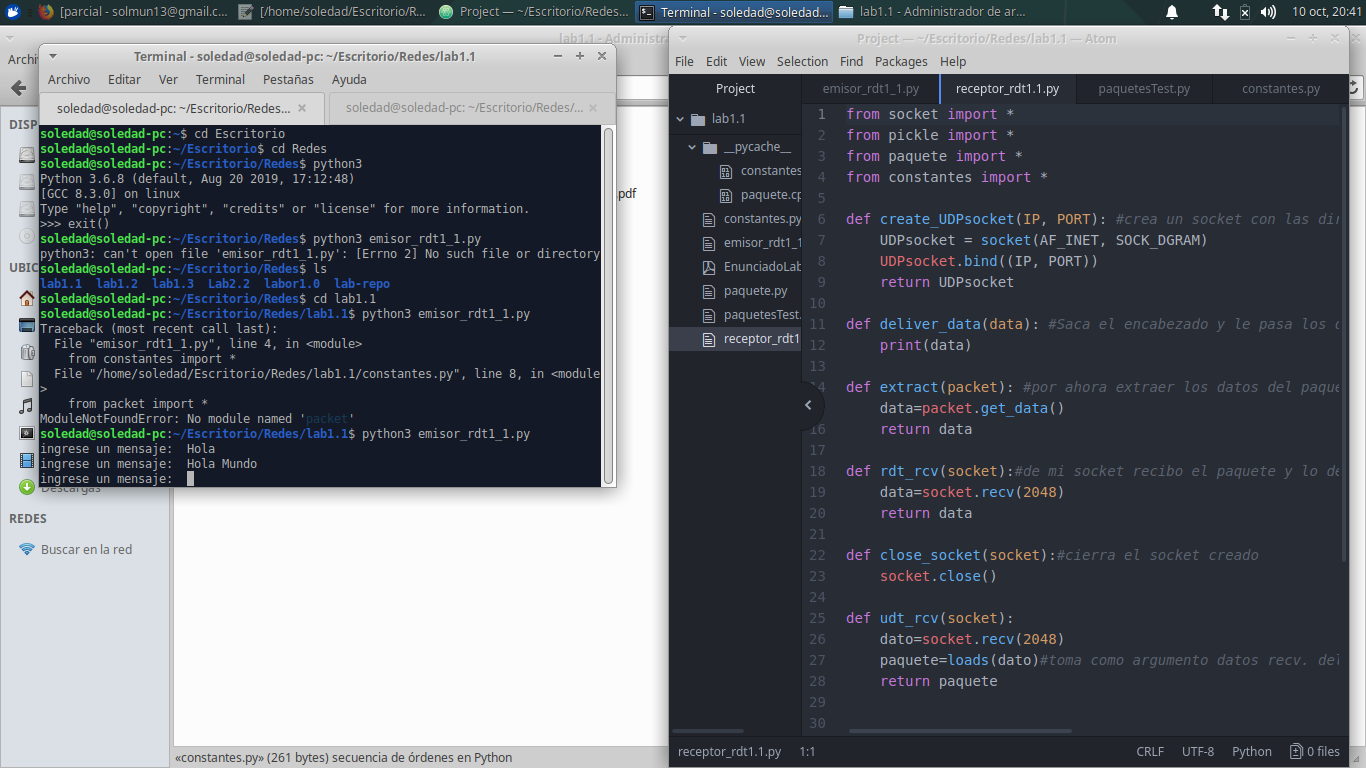 [parcial - solmun13@gmail.c...
[/home/soledad/Escritorio/R...
Project — ~/Escritorio/Redes...
Terminal - soledad@soledad...
lab1.1 - Administrador de ar...
10 oct, 20:41
lab1.1 - Administra
Archi
DISP
UBIC
Descargas
REDES
Buscar en la red
pdf
«constantes.py» (261 bytes) secuencia de órdenes en Python
Terminal - soledad@soledad-pc: ~/Escritorio/Redes/lab1.1
Archivo Editar Ver Terminal Pestañas Ayuda
soledad@soledad-pc: ~/Escritorio/Redes...
soledad@soledad-pc: ~/Escritorio/Redes/...
soledad@soledad-pc:~$ cd Escritorio
soledad@soledad-pc:~/Escritorio$ cd Redes
soledad@soledad-pc:~/Escritorio/Redes$ python3
Python 3.6.8 (default, Aug 20 2019, 17:12:48)
[GCC 8.3.0] on linux
Type "help", "copyright", "credits" or "license" for more information.
>>> exit()
soledad@soledad-pc:~/Escritorio/Redes$ python3 emisor_rdt1_1.py
python3: can't open file 'emisor_rdt1_1.py': [Errno 2] No such file or directory
soledad@soledad-pc:~/Escritorio/Redes$ ls
lab1.1 lab1.2 lab1.3 Lab2.2 labor1.0 lab-repo
soledad@soledad-pc:~/Escritorio/Redes$ cd lab1.1
soledad@soledad-pc:~/Escritorio/Redes/lab1.1$ python3 emisor_rdt1_1.py
Traceback (most recent call last):
File "emisor_rdt1_1.py", line 4, in <module>
from constantes import *
File "/home/soledad/Escritorio/Redes/lab1.1/constantes.py", line 8, in <module
>
from packet import *
ModuleNotFoundError: No module named 'packet'
soledad@soledad-pc:~/Escritorio/Redes/lab1.1$ python3 emisor_rdt1_1.py
ingrese un mensaje:  Hola
ingrese un mensaje:  Hola Mundo
ingrese un mensaje:
Project — ~/Escritorio/Redes/lab1.1 — Atom
File Edit View Selection Find Packages Help
Project
lab1.1
__pycache__
constantes
paquete.cp
constantes.py
emisor_rdt1_1
EnunciadoLab
paquete.py
paquetesTest.
receptor_rdt1
emisor_rdt1_1.py
receptor_rdt1.1.py
paquetesTest.py
constantes.py
1 from socket import *
2 from pickle import *
3 from paquete import *
4 from constantes import *
5
6 def create_UDPsocket(IP, PORT): #crea un socket con las dir
7 UDPsocket = socket(AF_INET, SOCK_DGRAM)
8 UDPsocket.bind((IP, PORT))
9 return UDPsocket
10
11 def deliver_data(data): #Saca el encabezado y le pasa los d
12 print(data)
13
14 def extract(packet): #por ahora extraer los datos del paque
data=packet.get_data()
16 return data
17
18 def rdt_rcv(socket):#de mi socket recibo el paquete y lo de
19 data=socket.recv(2048)
20 return data
21
22 def close_socket(socket):#cierra el socket creado
23 socket.close()
24
25 def udt_rcv(socket):
26 dato=socket.recv(2048)
27 paquete=loads(dato)#toma como argumento datos recv. del
28 return paquete
29
30
receptor_rdt1.1.py 1:1 CRLF UTF-8 Python 0 files